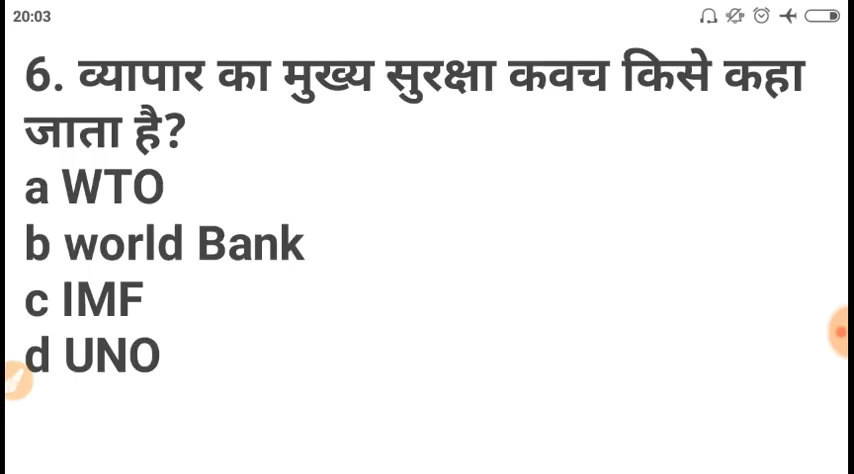 20:03
6. व्यापार का मुख्य सुरक्षा कवच किसे कहा
जाता है?
a WTO
b world Bank
c IMF
d UNO